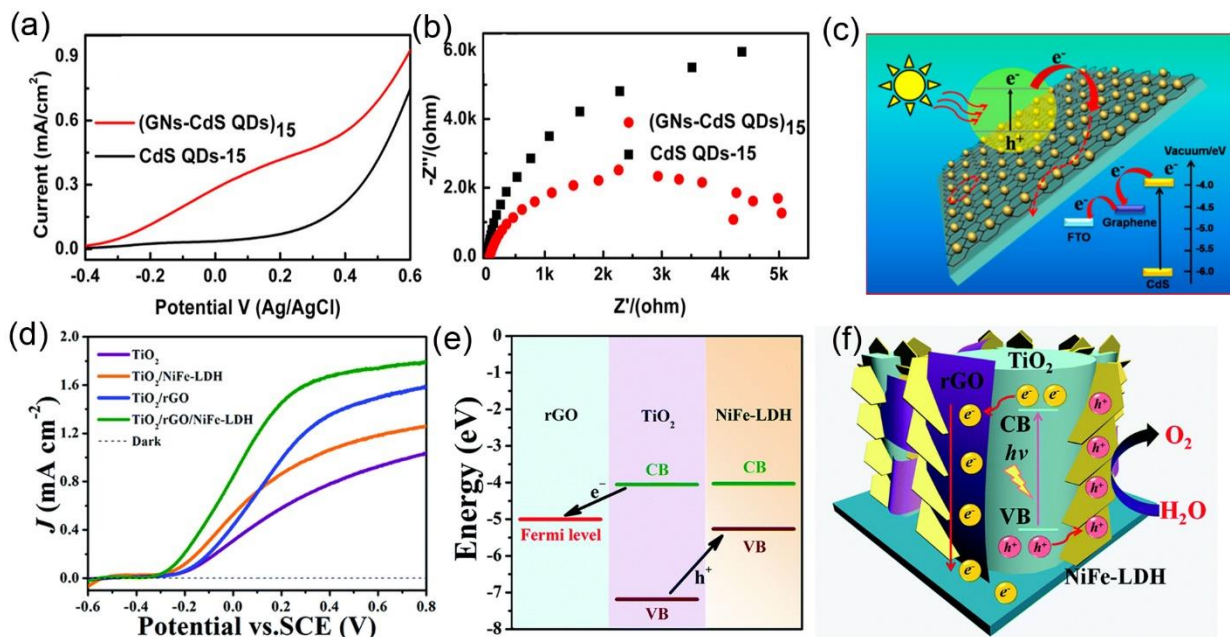 (a)
0.9
0.6
0.3
0.0
-0.4
-0.2
0.0
0.2
0.4
0.6
Current (mA/cm²)
Potential V (Ag/AgCl)
(GNs-CdS QDs)₁₅
CdS QDs-15
(b)
6.0k
4.0k
2.0k
0.0
0
1k
2k
3k
4k
5k
-Z''/(ohm)
Z'/(ohm)
(GNs-CdS QDs)₁₅
CdS QDs-15
(c)
e⁻
e⁻
h⁺
Vacuum/eV
e⁻
e⁻
-4.0
-4.5
-5.0
-5.5
-6.0
Graphene
FTO
CdS
(d)
2.0
1.6
1.2
0.8
0.4
0.0
-0.6
-0.4
-0.2
0.0
0.2
0.4
0.6
0.8
J (mA cm⁻²)
Potential vs.SCE (V)
TiO₂
TiO₂/NiFe-LDH
TiO₂/rGO
TiO₂/rGO/NiFe-LDH
Dark
(e)
0
-1
-2
-3
-4
-5
-6
-7
-8
Energy (eV)
rGO
TiO₂
NiFe-LDH
CB
CB
e⁻
Fermi level
VB
h⁺
VB
(f)
TiO₂
rGO
e⁻
e⁻
e⁻
h⁺
CB
e⁻
hν
h⁺
O₂
e⁻
VB
h⁺
H₂O
h⁺
h⁺
h⁺
e⁻
e⁻
NiFe-LDH